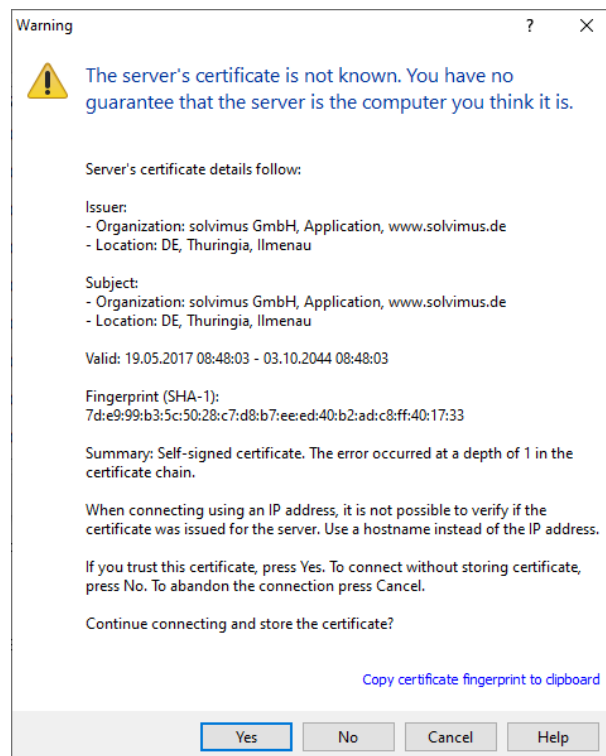 Warning
?
The server's certificate is not known. You have no
guarantee that the server is the computer you think it is.
Server's certificate details follow:
Issuer:
- Organization: solvimus GmbH, Application, www.solvimus.de
- Location: DE, Thuringia, Ilmenau
Subject:
- Organization: solvimus GmbH, Application, www.solvimus.de
- Location: DE, Thuringia, Ilmenau
Valid: 19.05.2017 08:48:03 - 03.10.2044 08:48:03
Fingerprint (SHA-1):
7d:e9:99:b3:5c:50:28:c7:d8:b7:ee:ed:40:b2:ad:c8:ff:40:17:33
Summary: Self-signed certificate. The error occurred at a depth of 1 in the
certificate chain.
When connecting using an IP address, it is not possible to verify if the
certificate was issued for the server. Use a hostname instead of the IP address.
If you trust this certificate, press Yes. To connect without storing certificate,
press No. To abandon the connection press Cancel.
Continue connecting and store the certificate?
Copy certificate fingerprint to clipboard
Yes No Cancel Help